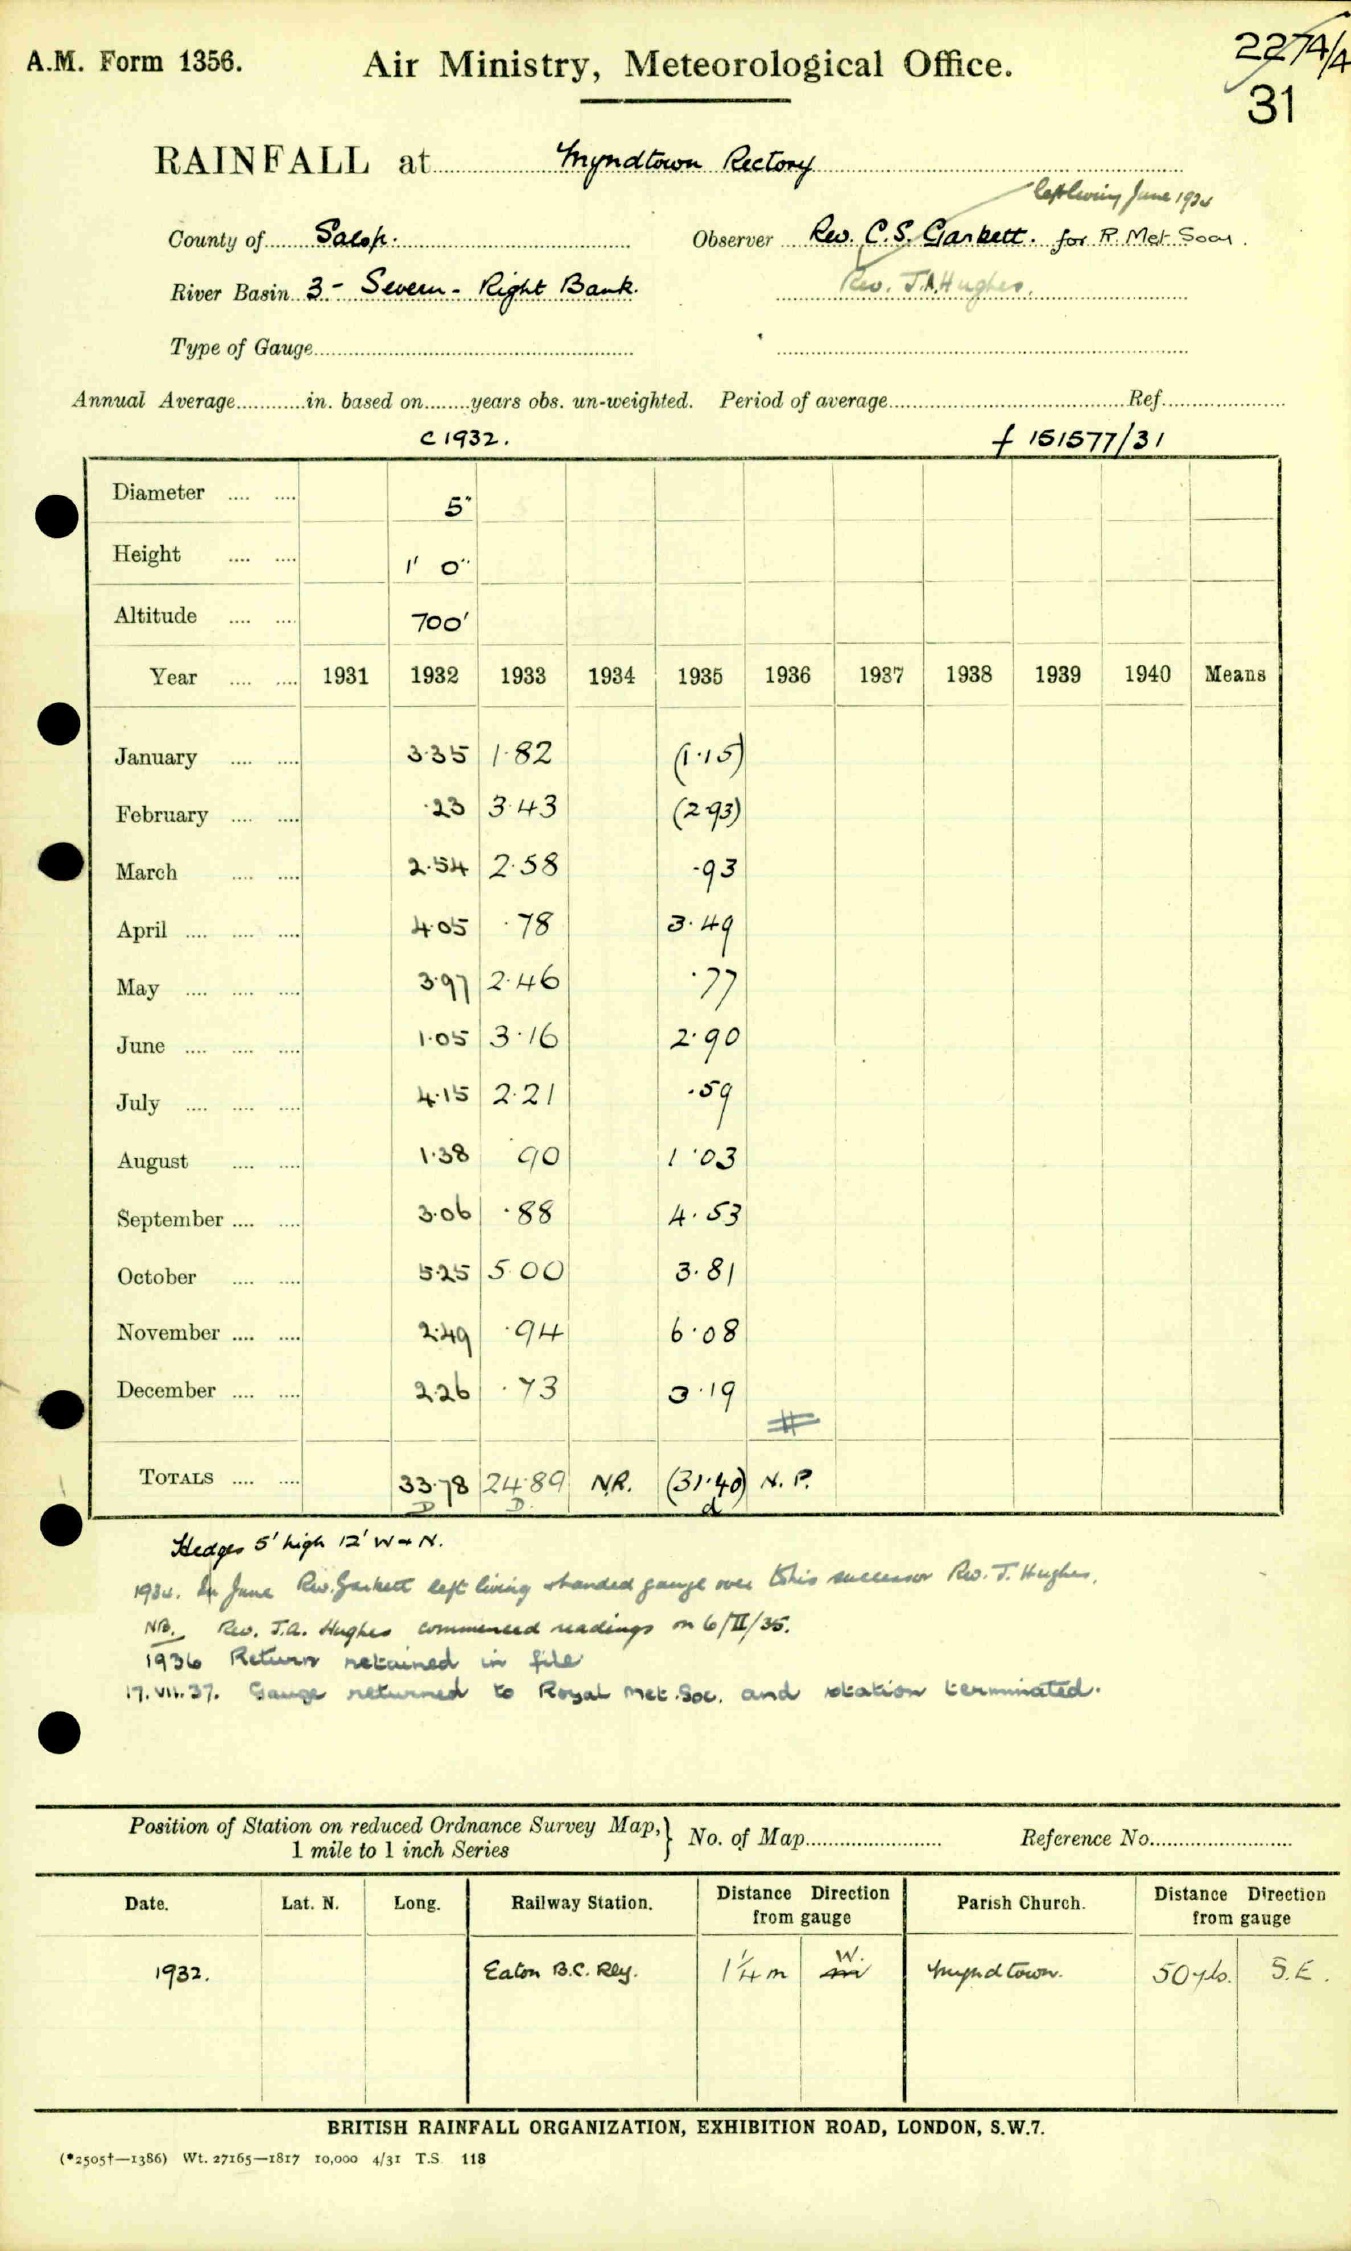 A.M. Form 1356.
Air Ministry, Meteorological Office.
2274/4
31
RAINFALL at Myndtown Rectory
left living June 1934
County of Salop. Observer Rev. C.S. Garbett. for R. Met. Socy.
River Basin 3 - Severn - Right Bank. Rev. J.A. Hughes.
Type of Gauge
Annual Average in. based on years obs. un-weighted. Period of average Ref.
C 1932. f 151577/31
Diameter 5"
Height 1' 0"
Altitude 700'
Year 1931 1932 1933 1934 1935 1936 1937 1938 1939 1940 Means
January 3·35 1·82 (1·15)
February ·23 3·43 (2·93)
March 2·54 2·58 ·93
April 4·05 ·78 3·49
May 3·97 2·46 ·77
June 1·05 3·16 2·90
July 4·15 2·21 ·59
August 1·38 ·90 1·03
September 3·06 ·88 4·53
October 5·25 5·00 3·81
November 2·49 ·94 6·08
December 2·26 ·73 3·19
TOTALS 33·78 24·89 N.R. (31·40) N.P.
D D. d
Hedges 5' high 12' W & N.
1934. In June Rev. Garbett left living & handed gauge over to his successor Rev. J. Hughes.
NB. Rev. J.A. Hughes commenced readings on 6/II/35.
1936 Return retained in file
17.VII.37. Gauge returned to Royal Met. Soc. and station terminated.
Position of Station on reduced Ordnance Survey Map, 1 mile to 1 inch Series } No. of Map Reference No.
Date. Lat. N. Long. Railway Station. Distance Direction from gauge Parish Church. Distance Direction from gauge
1932. Eaton B.C. Rly. 1¼ m W. Myndtown. 50 yds. S.E.
BRITISH RAINFALL ORGANIZATION, EXHIBITION ROAD, LONDON, S.W.7.
(*2505†—1386) Wt. 27165—1817 10,000 4/31 T.S. 118